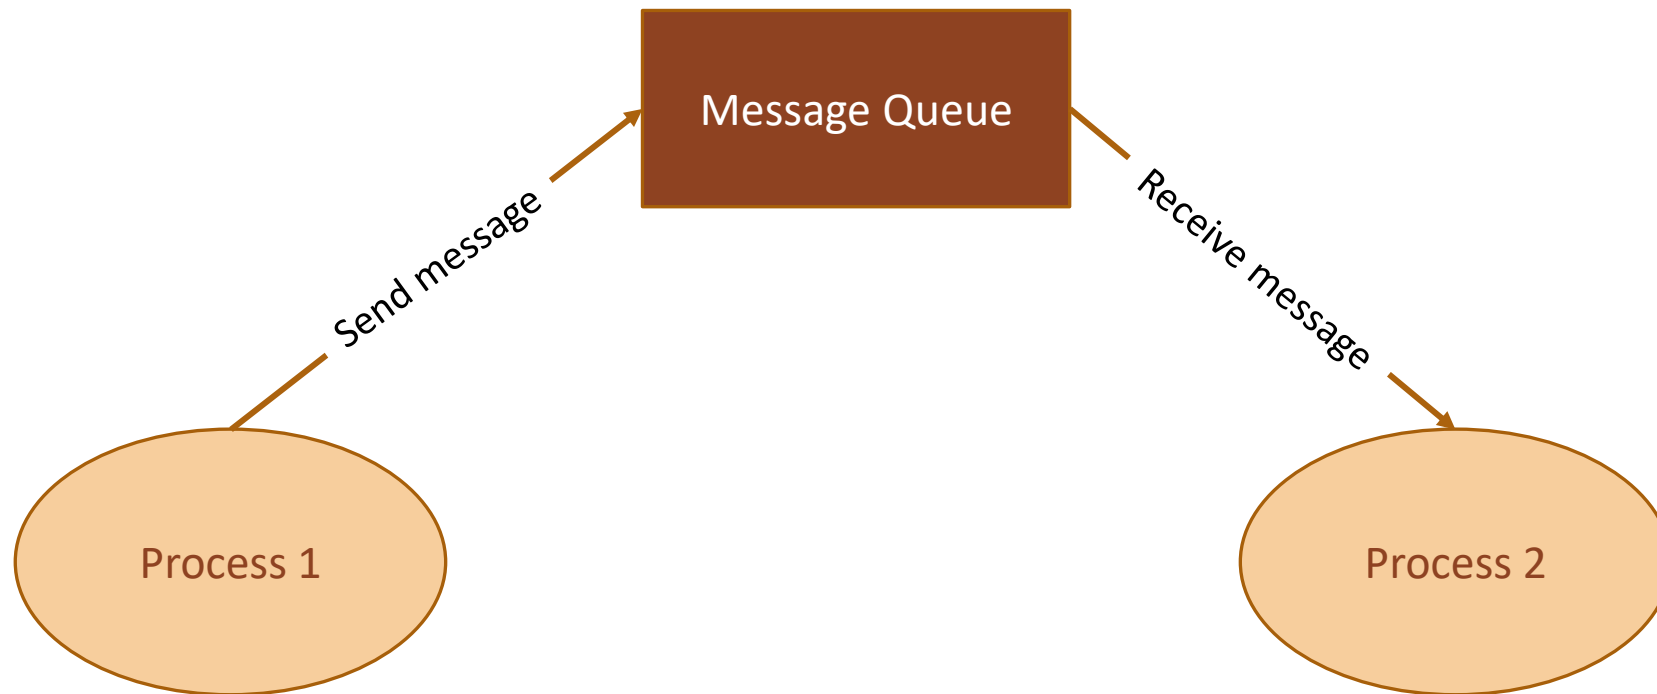 Message Queue
Send message
Receive message
Process 1
Process 2